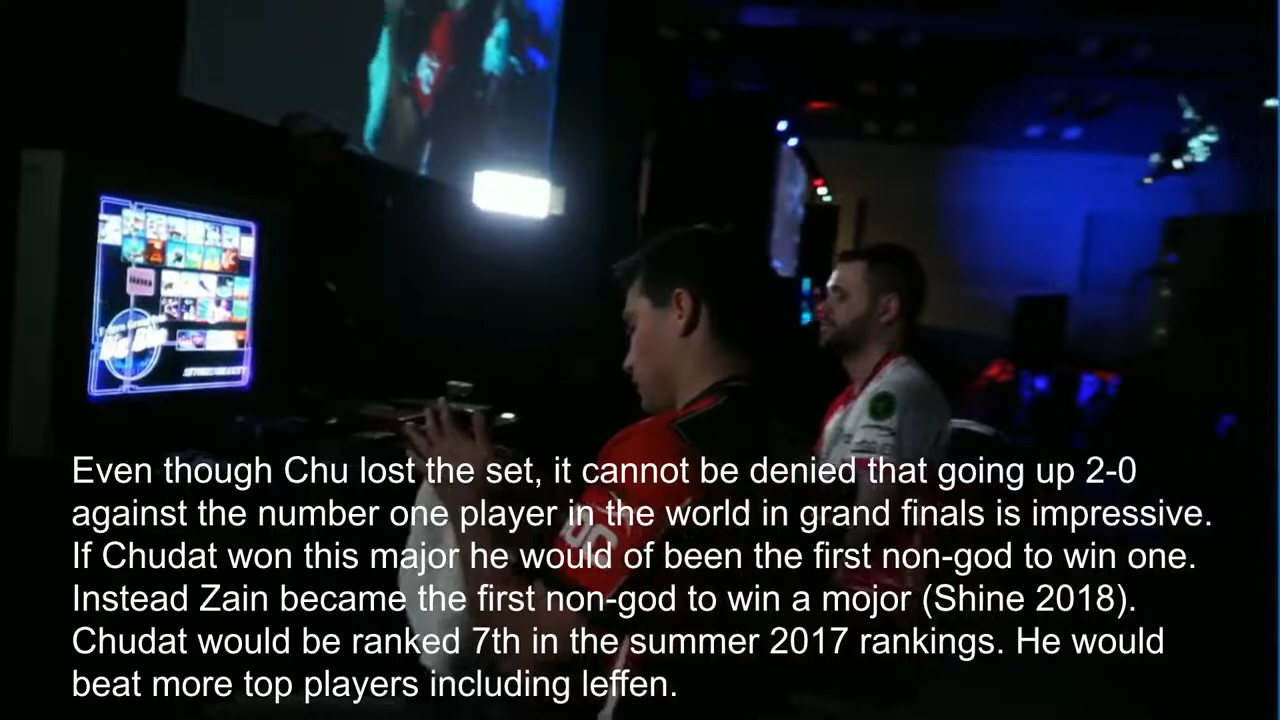 Even though Chu lost the set, it cannot be denied that going up 2-0
against the number one player in the world in grand finals is impressive.
If Chudat won this major he would of been the first non-god to win one.
Instead Zain became the first non-god to win a mojor (Shine 2018).
Chudat would be ranked 7th in the summer 2017 rankings. He would
beat more top players including leffen.